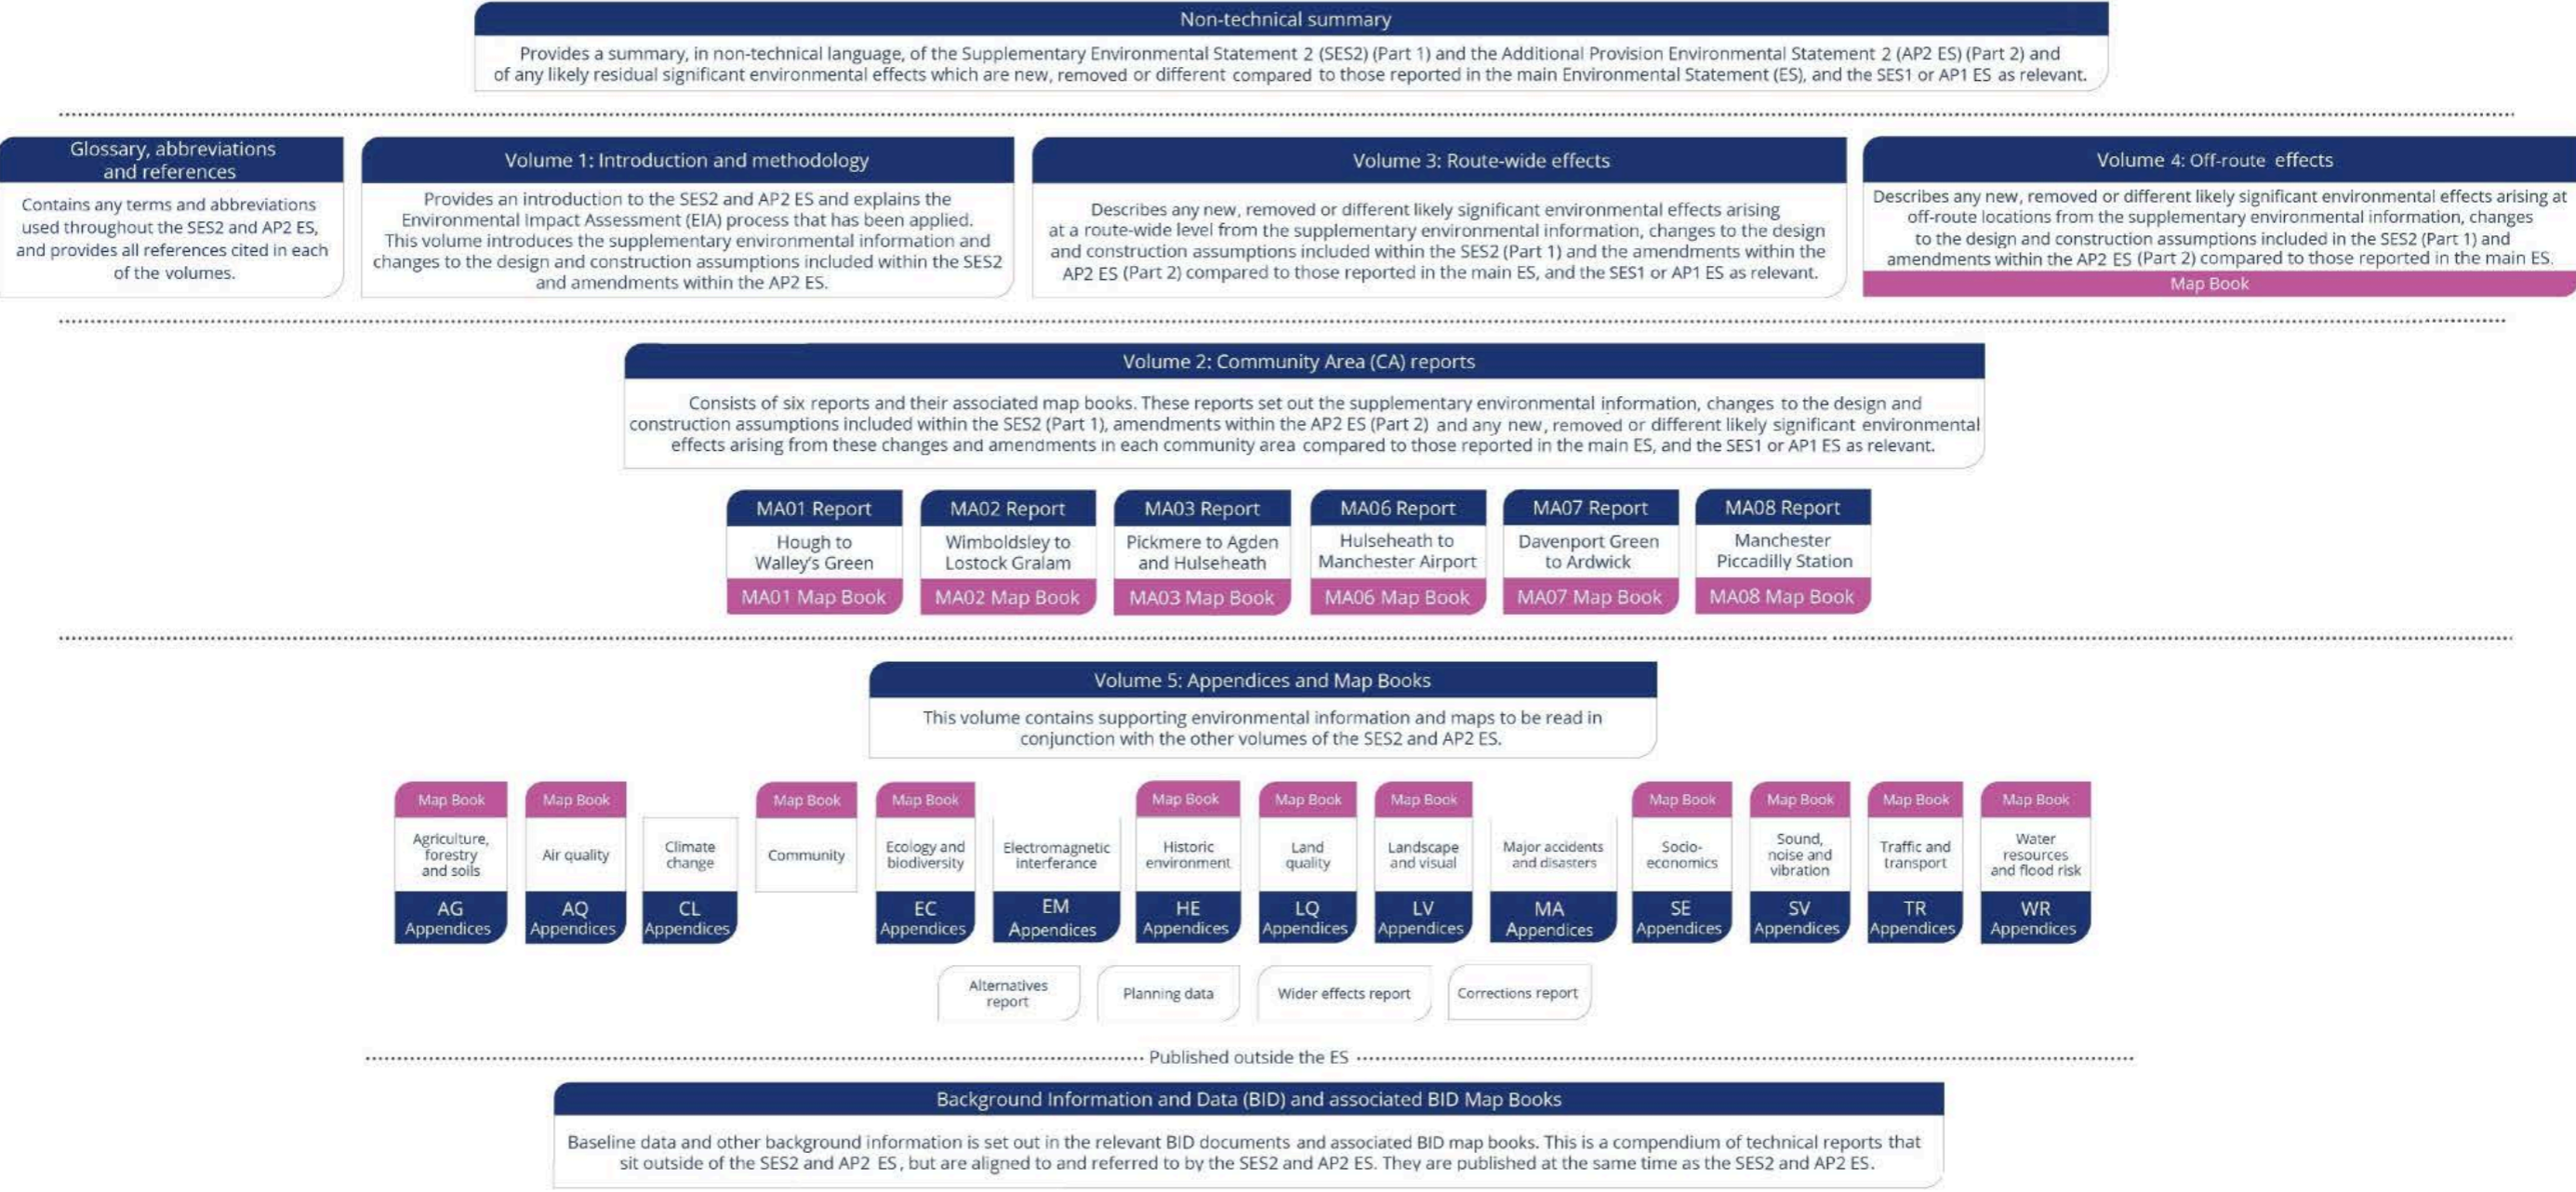 Non-technical summary
Provides a summary, in non-technical language, of the Supplementary Environmental Statement 2 (SES2) (Part 1) and the Additional Provision Environmental Statement 2 (AP2 ES) (Part 2) and
of any likely residual significant environmental effects which are new, removed or different compared to those reported in the main Environmental Statement (ES), and the SES1 or AP1 ES as relevant.
Glossary, abbreviations
and references
Contains any terms and abbreviations
used throughout the SES2 and AP2 ES,
and provides all references cited in each
of the volumes.
Volume 1: Introduction and methodology
Provides an introduction to the SES2 and AP2 ES and explains the
Environmental Impact Assessment (EIA) process that has been applied.
This volume introduces the supplementary environmental information and
changes to the design and construction assumptions included within the SES2
and amendments within the AP2 ES.
Volume 3: Route-wide effects
Describes any new, removed or different likely significant environmental effects arising
at a route-wide level from the supplementary environmental information, changes to the design
and construction assumptions included within the SES2 (Part 1) and the amendments within the
AP2 ES (Part 2) compared to those reported in the main ES, and the SES1 or AP1 ES as relevant.
Volume 4: Off-route effects
Describes any new, removed or different likely significant environmental effects arising at
off-route locations from the supplementary environmental information, changes
to the design and construction assumptions included in the SES2 (Part 1) and
amendments within the AP2 ES (Part 2) compared to those reported in the main ES.
Map Book
Volume 2: Community Area (CA) reports
Consists of six reports and their associated map books. These reports set out the supplementary environmental information, changes to the design and
construction assumptions included within the SES2 (Part 1), amendments within the AP2 ES (Part 2) and any new, removed or different likely significant environmental
effects arising from these changes and amendments in each community area compared to those reported in the main ES, and the SES1 or AP1 ES as relevant.
MA01 Report
Hough to
Walley's Green
MA01 Map Book
MA02 Report
Wimboldsley to
Lostock Gralam
MA02 Map Book
MA03 Report
Pickmere to Agden
and Hulseheath
MA03 Map Book
MA06 Report
Hulseheath to
Manchester Airport
MA06 Map Book
MA07 Report
Davenport Green
to Ardwick
MA07 Map Book
MA08 Report
Manchester
Piccadilly Station
MA08 Map Book
Volume 5: Appendices and Map Books
This volume contains supporting environmental information and maps to be read in
conjunction with the other volumes of the SES2 and AP2 ES.
Map Book
Agriculture,
forestry
and soils
AG
Appendices
Map Book
Air quality
AQ
Appendices
Climate
change
CL
Appendices
Map Book
Community
Map Book
Ecology and
biodiversity
EC
Appendices
Electromagnetic
interferance
EM
Appendices
Map Book
Historic
environment
HE
Appendices
Map Book
Land
quality
LQ
Appendices
Map Book
Landscape
and visual
LV
Appendices
Major accidents
and disasters
MA
Appendices
Map Book
Socio-
economics
SE
Appendices
Map Book
Sound,
noise and
vibration
SV
Appendices
Map Book
Traffic and
transport
TR
Appendices
Map Book
Water
resources
and flood risk
WR
Appendices
Alternatives
report
Planning data
Wider effects report
Corrections report
Published outside the ES
Background Information and Data (BID) and associated BID Map Books
Baseline data and other background information is set out in the relevant BID documents and associated BID map books. This is a compendium of technical reports that
sit outside of the SES2 and AP2 ES, but are aligned to and referred to by the SES2 and AP2 ES. They are published at the same time as the SES2 and AP2 ES.